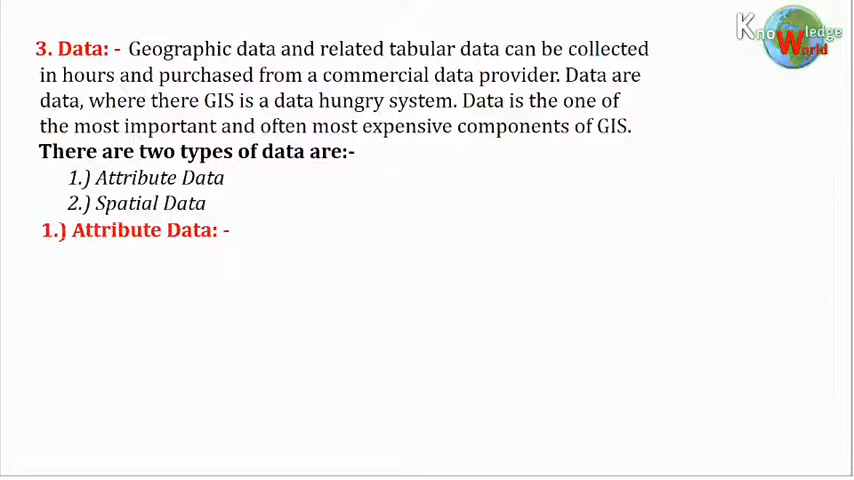 Knowledge
World
3. Data: - Geographic data and related tabular data can be collected
in hours and purchased from a commercial data provider. Data are
data, where there GIS is a data hungry system. Data is the one of
the most important and often most expensive components of GIS.
There are two types of data are:-
1.) Attribute Data
2.) Spatial Data
1.) Attribute Data: -